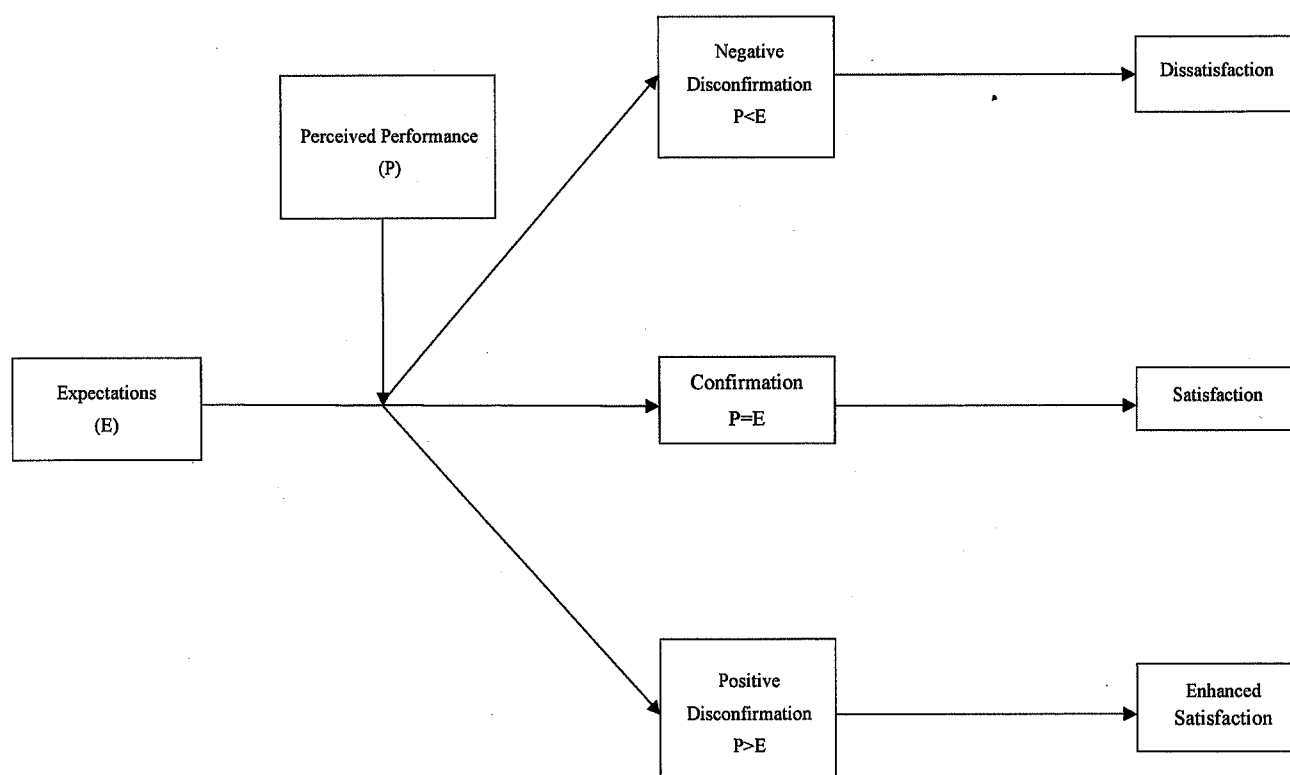 Negative
Disconfirmation
P<E
Dissatisfaction
Perceived Performance
(P)
Expectations
(E)
Confirmation
P=E
Satisfaction
Positive
Disconfirmation
P>E
Enhanced
Satisfaction